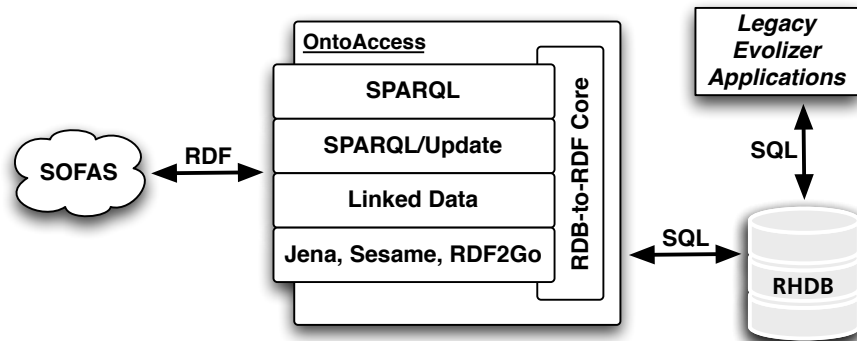 OntoAccess
SPARQL
SPARQL/Update
Linked Data
Jena, Sesame, RDF2Go
RDB-to-RDF Core
SOFAS
RDF
SQL
Legacy
Evolizer
Applications
SQL
RHDB